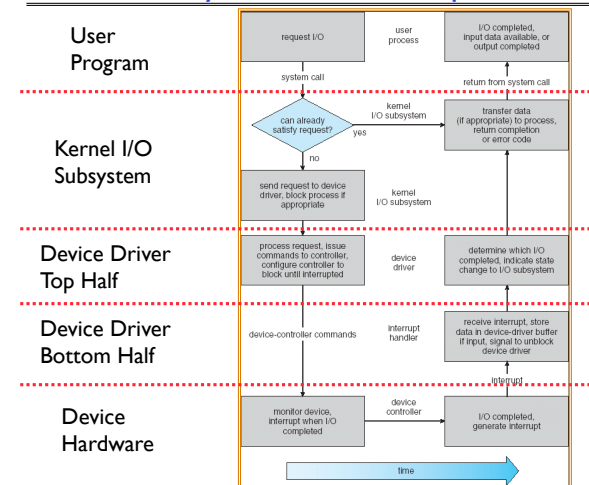 User
Program
request I/O
user
process
I/O completed,
input data available, or
output completed
system call
return from system call
Kernel I/O
Subsystem
can already
satisfy request?
yes
no
kernel
I/O subsystem
transfer data
(if appropriate) to process,
return completion
or error code
send request to device
driver, block process if
appropriate
kernel
I/O subsystem
Device Driver
Top Half
process request, issue
commands to controller,
configure controller to
block until interrupted
device
driver
determine which I/O
completed, indicate state
change to I/O subsystem
Device Driver
Bottom Half
device-controller commands
interrupt
handler
receive interrupt, store
data in device-driver buffer
if input, signal to unblock
device driver
interrupt
Device
Hardware
monitor device,
interrupt when I/O
completed
device
controller
I/O completed,
generate interrupt
time